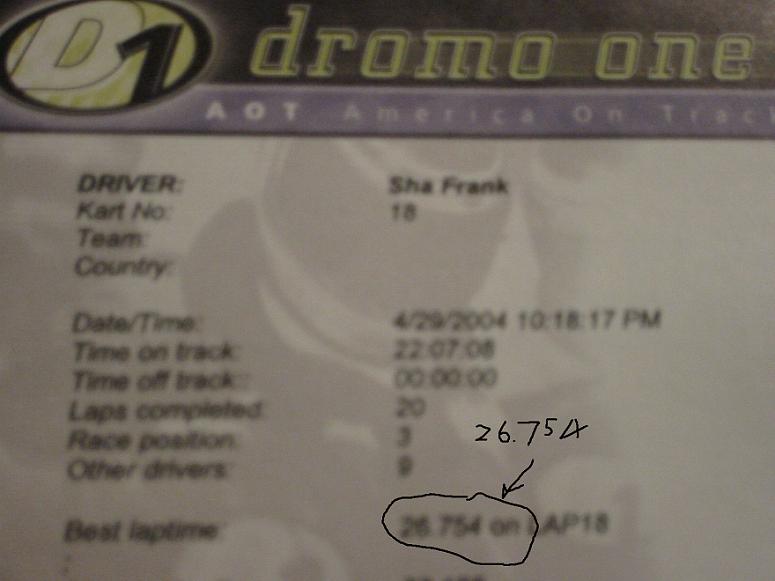 D1 dromo one
AOT America On Track
DRIVER: Sha Frank
Kart No: 18
Team:
Country:
Date/Time: 4/29/2004 10:18:17 PM
Time on track: 22:07:08
Time off track: 00:00:00
Laps completed: 20
Race position: 3
26.754
Other drivers: 9
Best laptime: 26.754 on LAP18
: